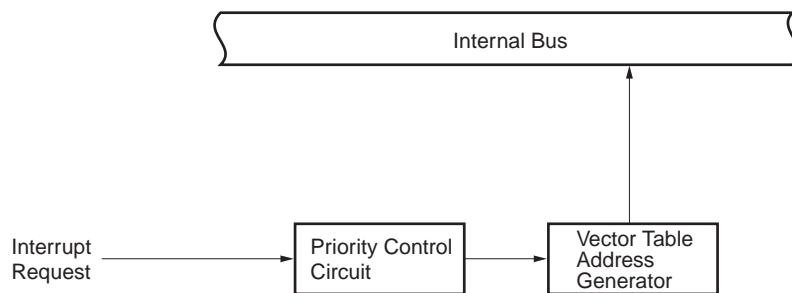 Internal Bus
Interrupt
Request
Priority Control
Circuit
Vector Table
Address
Generator